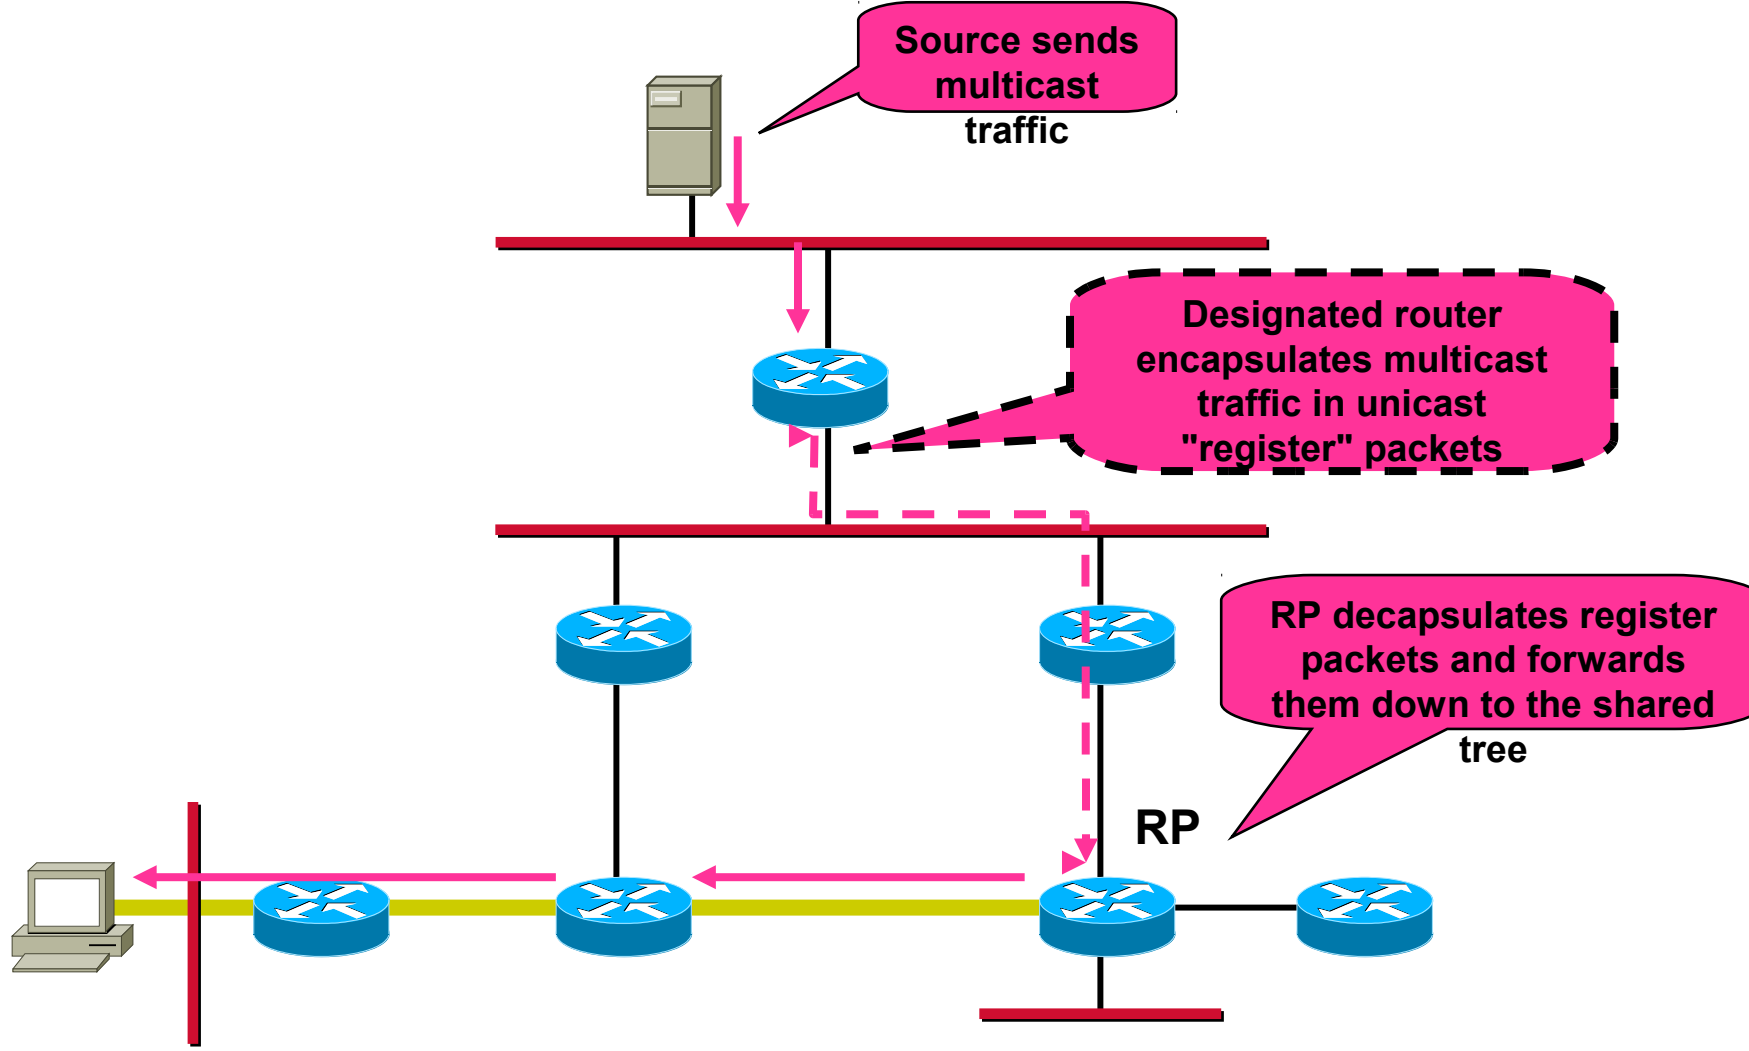 Source sends
multicast
traffic
Designated router
encapsulates multicast
traffic in unicast
"register" packets
RP decapsulates register
packets and forwards
them down to the shared
tree
RP